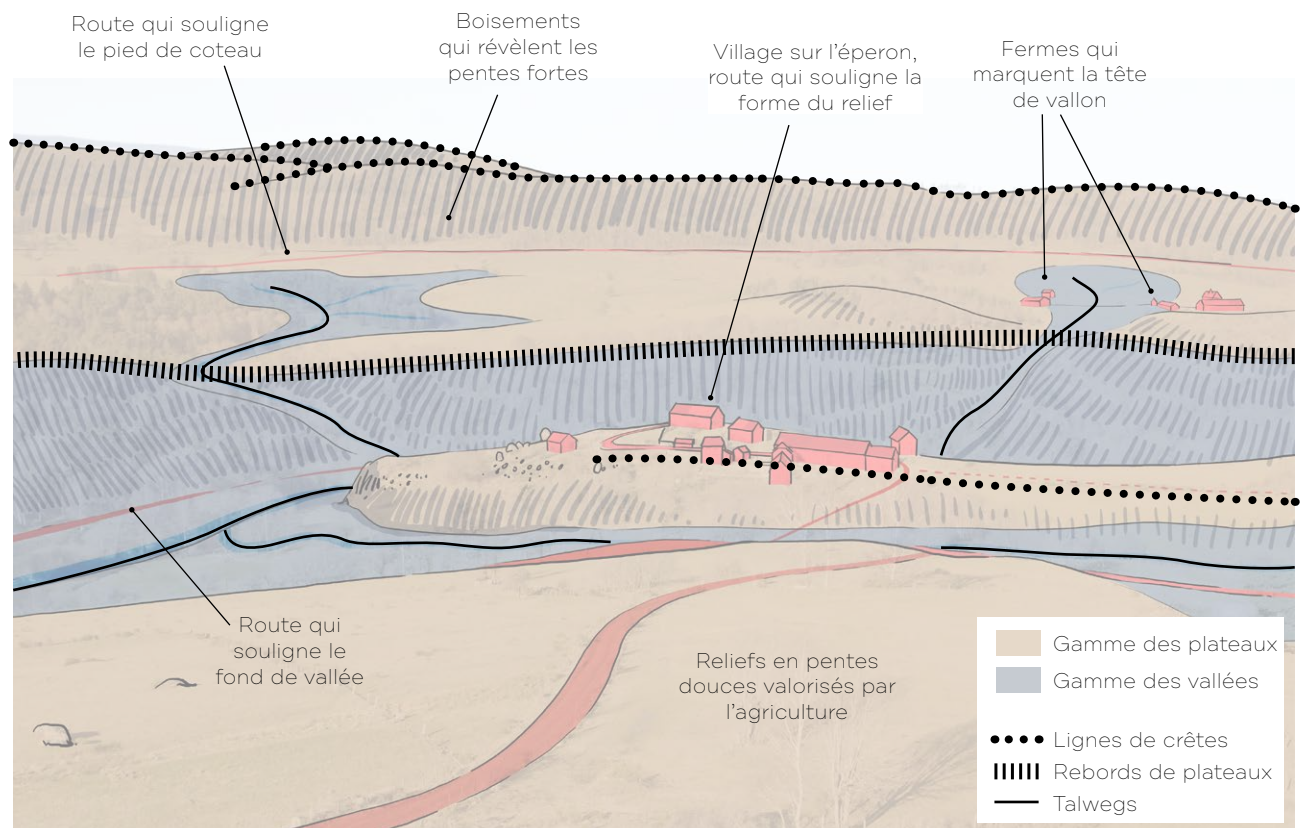 Route qui souligne
le pied de coteau
Boisements
qui révèlent les
pentes fortes
Village sur l'éperon,
route qui souligne la
forme du relief
Fermes qui
marquent la tête
de vallon
Route qui
souligne le
fond de vallée
Reliefs en pentes
douces valorisés par
l'agriculture
Gamme des plateaux
Gamme des vallées
Lignes de crêtes
Rebords de plateaux
Talwegs